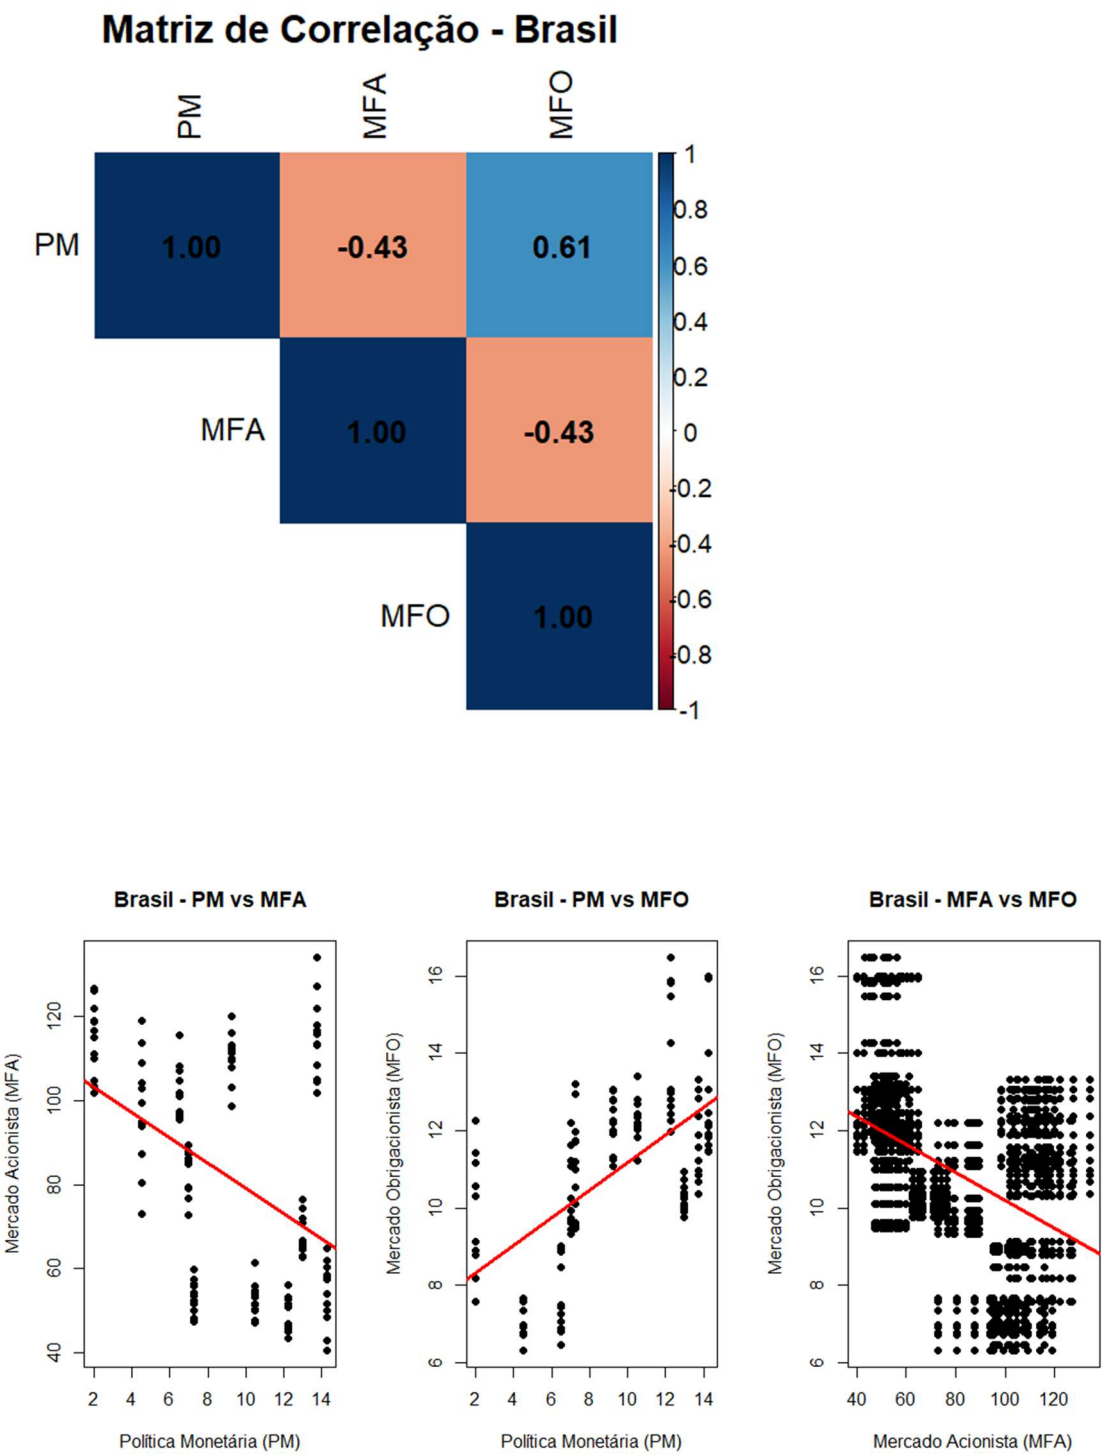 Matriz de Correlação - Brasil
PM
MFA
MFO
PM
1.00
-0.43
0.61
MFA
1.00
-0.43
MFO
1.00
1
0.8
0.6
0.4
0.2
0
-0.2
-0.4
-0.6
-0.8
-1
Brasil - PM vs MFA
Mercado Acionista (MFA)
120
100
80
60
40
2 4 6 8 10 12 14
Política Monetária (PM)
Brasil - PM vs MFO
Mercado Obrigacionista (MFO)
16
14
12
10
8
6
2 4 6 8 10 12 14
Política Monetária (PM)
Brasil - MFA vs MFO
Mercado Obrigacionista (MFO)
16
14
12
10
8
6
40 60 80 100 120
Mercado Acionista (MFA)